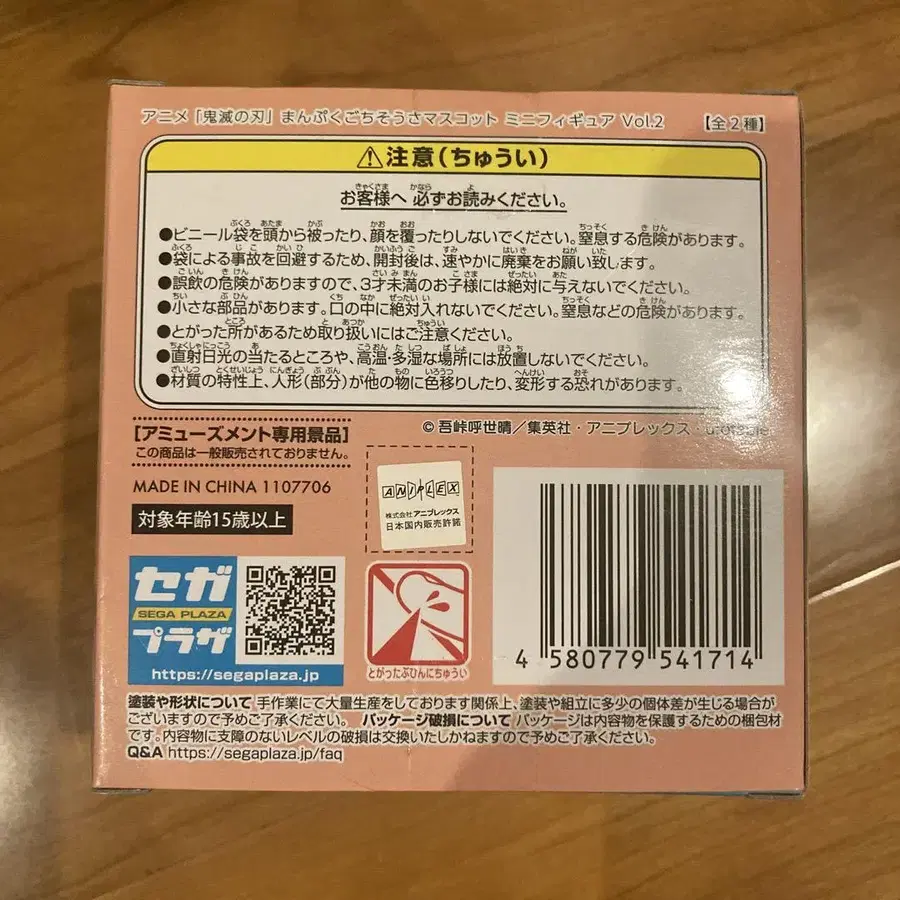 アニメ「鬼滅の刃」まんぷくごちそうさマスコット ミニフィギュア Vol.2 【全2種】
⚠注意(ちゅうい)
お客様へ 必ずお読みください。
●ビニール袋を頭から被ったり、顔を覆ったりしないでください。窒息する危険があります。
●袋による事故を回避するため、開封後は、速やかに廃棄をお願い致します。
●誤飲の危険がありますので、3才未満のお子様には絶対に与えないでください。
●小さな部品があります。口の中に絶対入れないでください。窒息などの危険があります。
●とがった所があるため取り扱いにはご注意ください。
●直射日光の当たるところや、高温・多湿な場所には放置しないでください。
●材質の特性上、人形(部分)が他の物に色移りしたり、変形する恐れがあります。
© 吾峠呼世晴/集英社・アニプレックス・
[アミューズメント専用景品]
この商品は一般販売されておりません。
MADE IN CHINA 1107706
対象年齢15歳以上
ANIPLEX
株式会社アニプレックス
日本国内販売許諾
セガ
SEGA PLAZA
プラザ
https://segaplaza.jp
とがったぶひんにちゅうい
4 580779 541714
塗装や形状について 手作業にて大量生産をしております関係上、塗装や組立に多少の個体差が生じる場合が
ございますので予めご了承ください。 パッケージ破損について パッケージは内容物を保護するための梱包材
です。内容物に支障のないレベルの破損は交換いたしかねますので予めご了承ください。
Q&A https://segaplaza.jp/faq